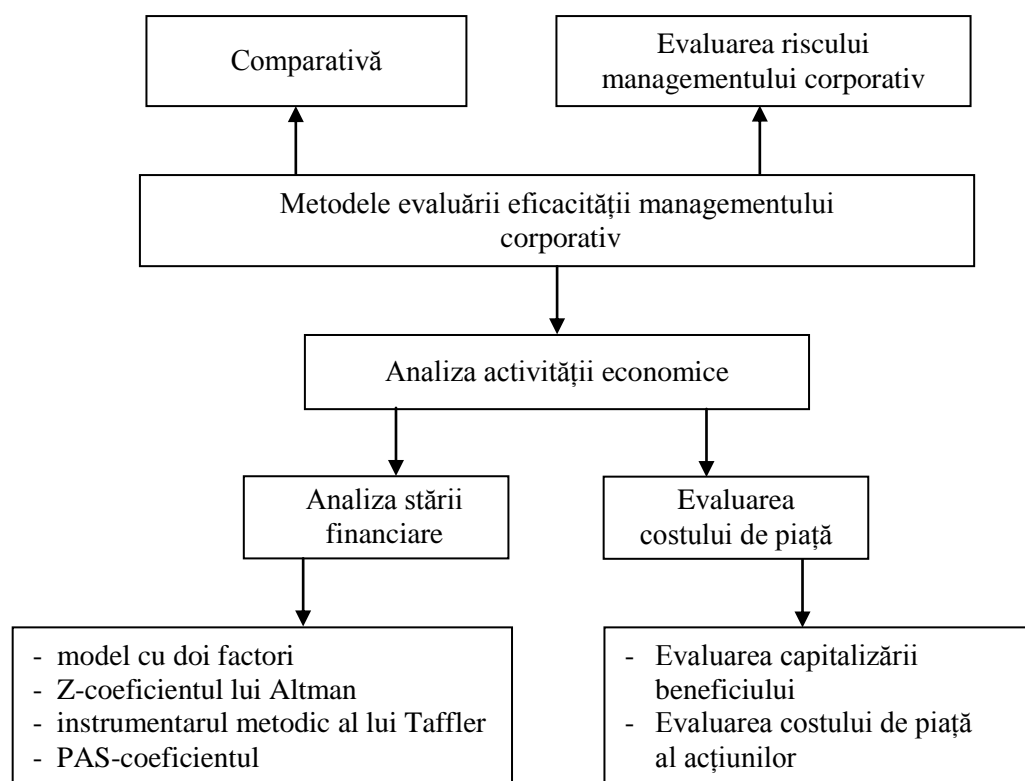 Comparativă
Evaluarea riscului
managementului corporativ
Metodele evaluării eficacității managementului
corporativ
Analiza activității economice
Analiza stării
financiare
Evaluarea
costului de piață
- model cu doi factori
- Z-coeficientul lui Altman
- instrumentarul metodic al lui Taffler
- PAS-coeficientul
- Evaluarea capitalizării
beneficiului
- Evaluarea costului de piață
al acțiunilor